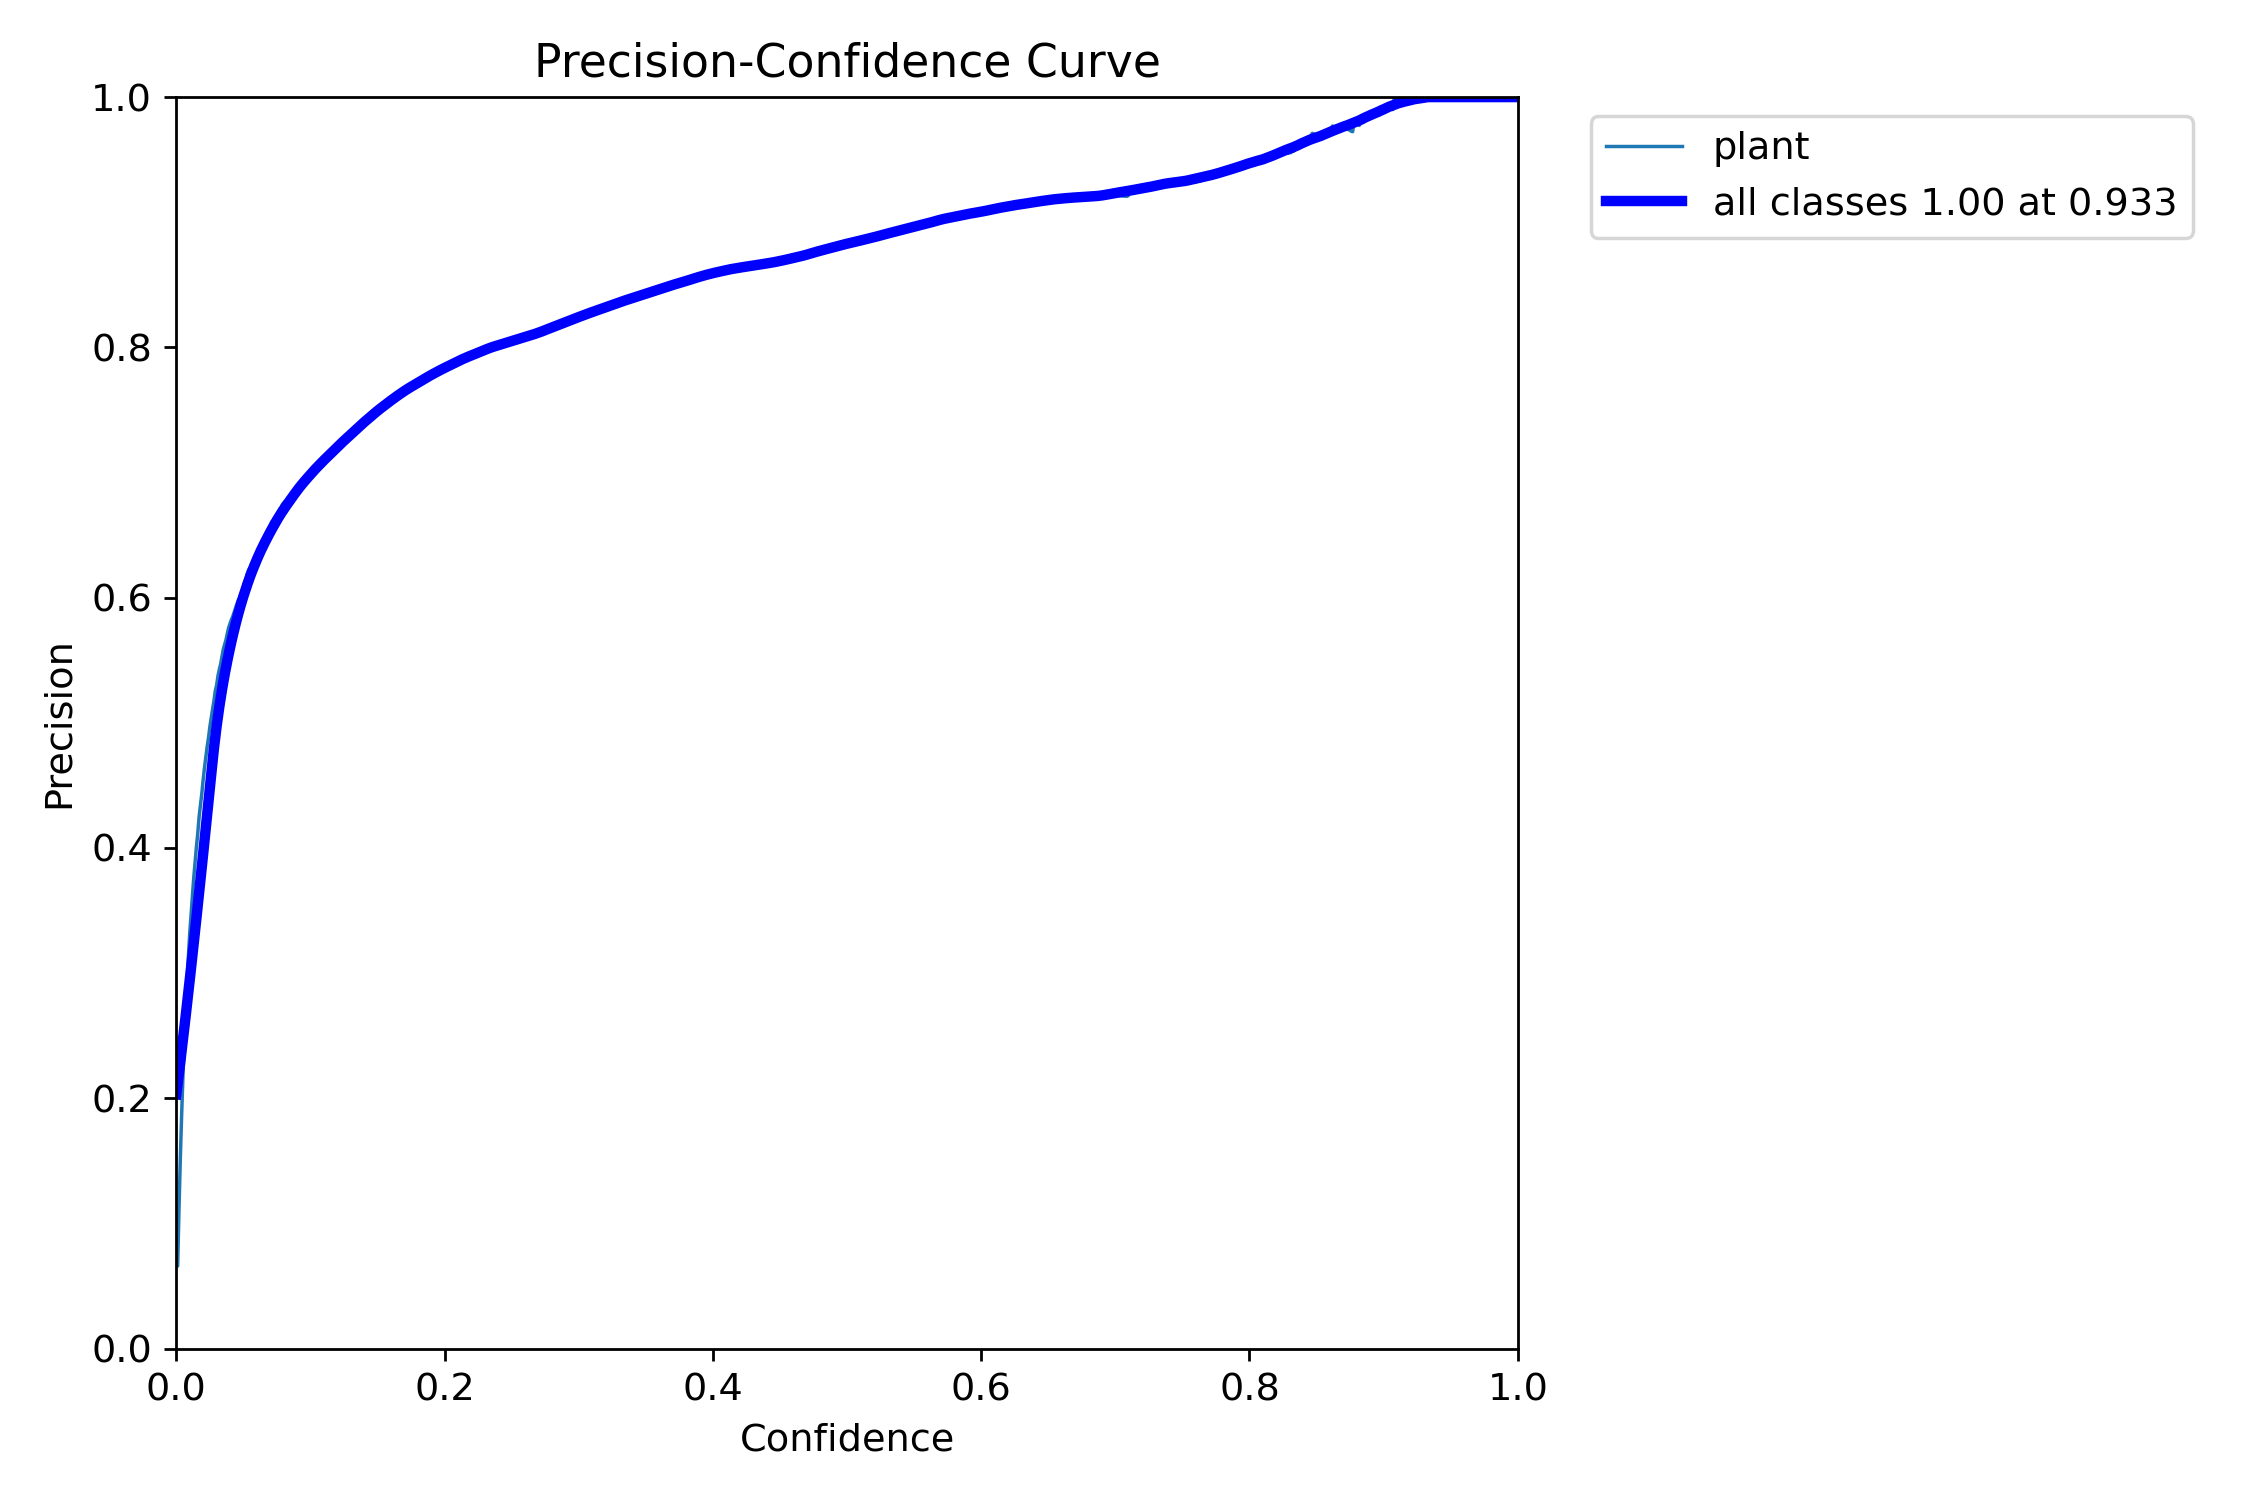 Precision-Confidence Curve
plant
all classes 1.00 at 0.933
1.0
0.8
0.6
0.4
0.2
0.0
Precision
0.0 0.2 0.4 0.6 0.8 1.0
Confidence